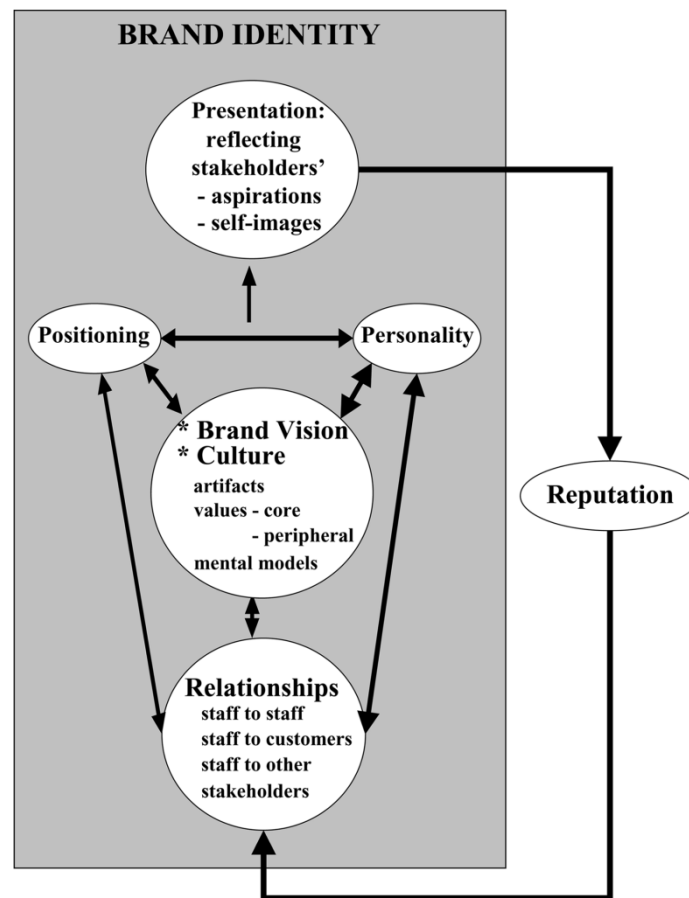 BRAND IDENTITY
Presentation:
reflecting
stakeholders’
- aspirations
- self-images
Positioning
Personality
* Brand Vision
* Culture
artifacts
values - core
- peripheral
mental models
Reputation
Relationships
staff to staff
staff to customers
staff to other
stakeholders